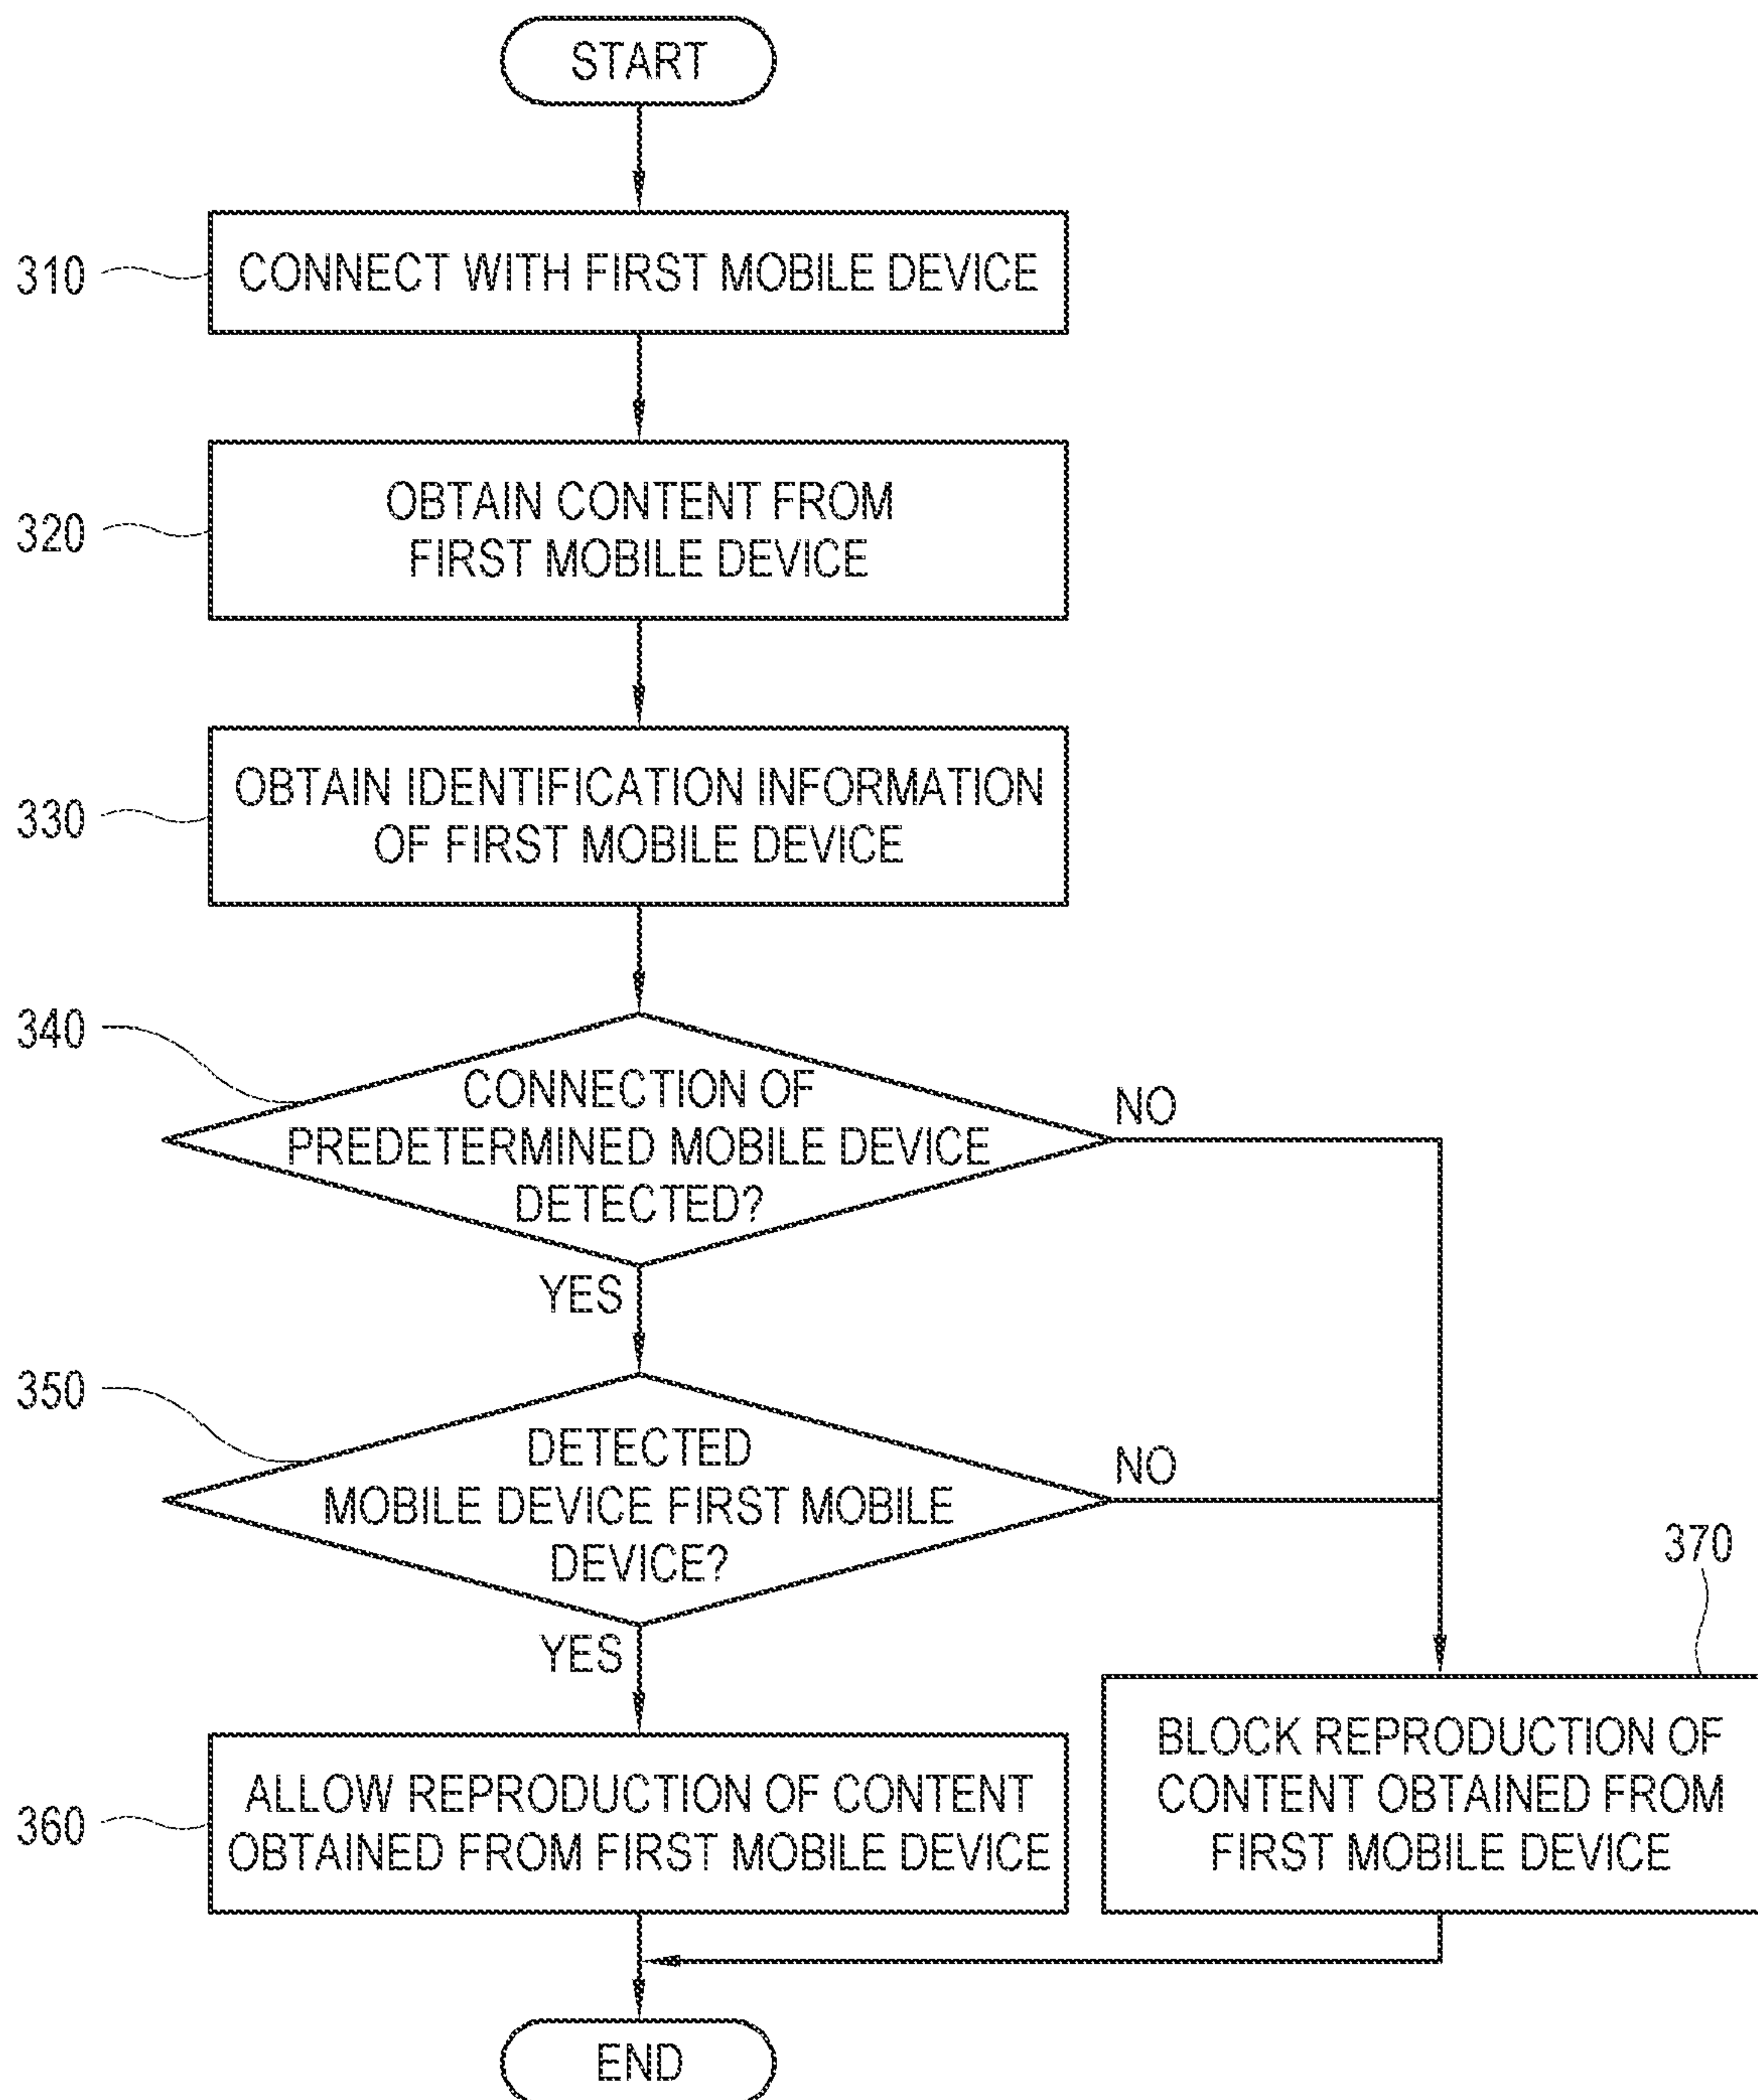 START
310
CONNECT WITH FIRST MOBILE DEVICE
320
OBTAIN CONTENT FROM
FIRST MOBILE DEVICE
330
OBTAIN IDENTIFICATION INFORMATION
OF FIRST MOBILE DEVICE
340
CONNECTION OF
PREDETERMINED MOBILE DEVICE
DETECTED?
NO
YES
350
DETECTED
MOBILE DEVICE FIRST MOBILE
DEVICE?
NO
YES
360
ALLOW REPRODUCTION OF CONTENT
OBTAINED FROM FIRST MOBILE DEVICE
370
BLOCK REPRODUCTION OF
CONTENT OBTAINED FROM
FIRST MOBILE DEVICE
END